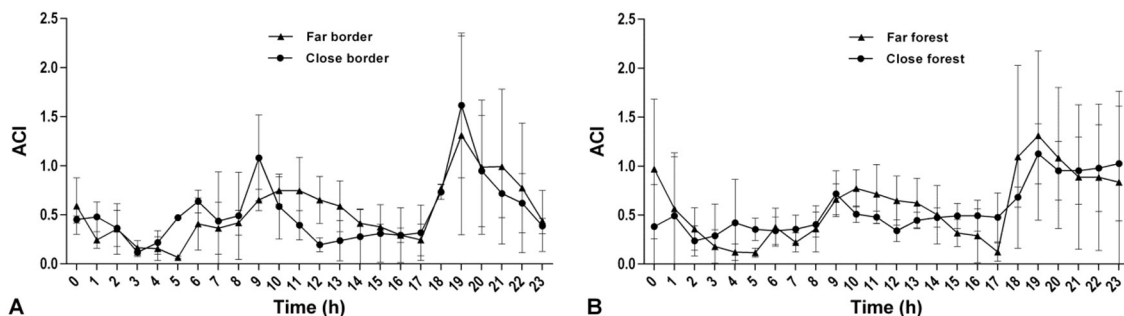 2.5
2.0
1.5
1.0
0.5
0.0
ACI
Far border
Close border
0 1 2 3 4 5 6 7 8 9 10 11 12 13 14 15 16 17 18 19 20 21 22 23
Time (h)
A
2.5
2.0
1.5
1.0
0.5
0.0
ACI
Far forest
Close forest
0 1 2 3 4 5 6 7 8 9 10 11 12 13 14 15 16 17 18 19 20 21 22 23
Time (h)
B